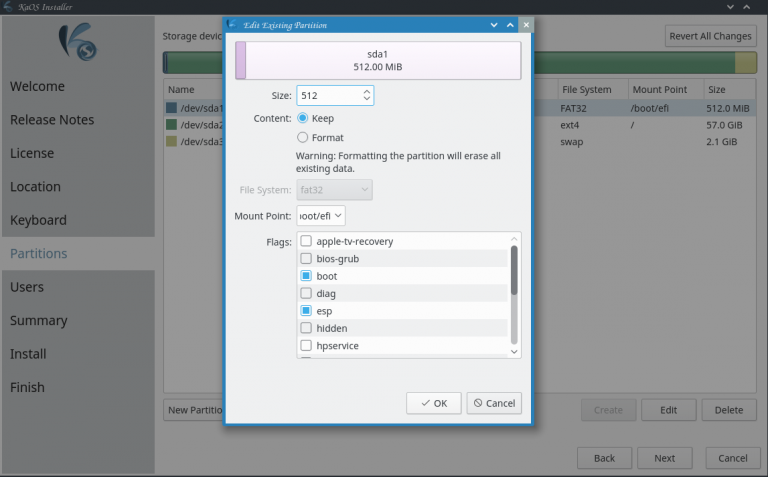 KaOS Installer
Edit Existing Partition
Welcome
Release Notes
License
Location
Keyboard
Partitions
Users
Summary
Install
Finish
Storage devic
Revert All Changes
Name
File System
Mount Point
Size
/dev/sda1
FAT32
/boot/efi
512.0 MiB
/dev/sda2
ext4
/
57.0 GiB
/dev/sda3
swap
2.1 GiB
sda1
512.00 MiB
Size: 512
Content: Keep
Format
Warning: Formatting the partition will erase all
existing data.
File System: fat32
Mount Point: oot/efi
Flags: apple-tv-recovery
bios-grub
boot
diag
esp
hidden
hpservice
OK
Cancel
New Partitio
Create
Edit
Delete
Back
Next
Cancel